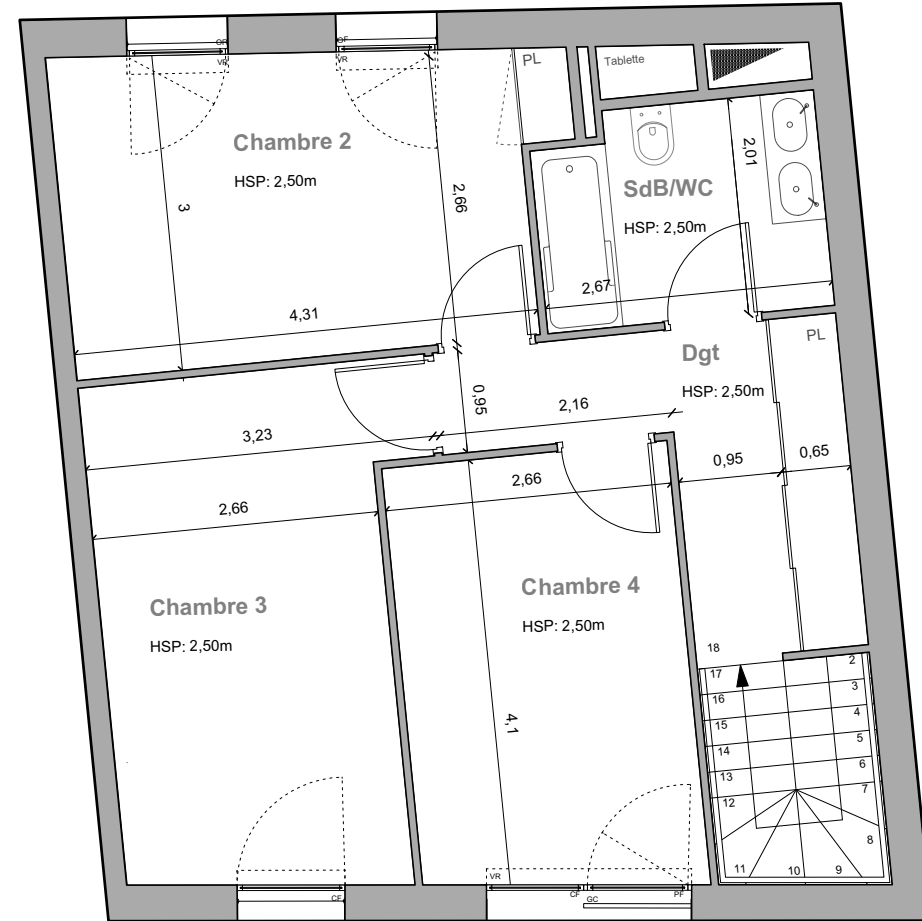 OF
VR
OF
VR
PL
Tablette
Chambre 2
HSP: 2,50m
3
2,66
2,01
SdB/WC
HSP: 2,50m
4,31
2,67
Dgt
HSP: 2,50m
PL
0,95
2,16
3,23
2,66
2,66
0,95
0,65
Chambre 3
HSP: 2,50m
Chambre 4
HSP: 2,50m
4,1
18
17
16
15
14
13
12
11
10
9
8
7
6
5
4
3
2
CF
VR
CF
GC
PF